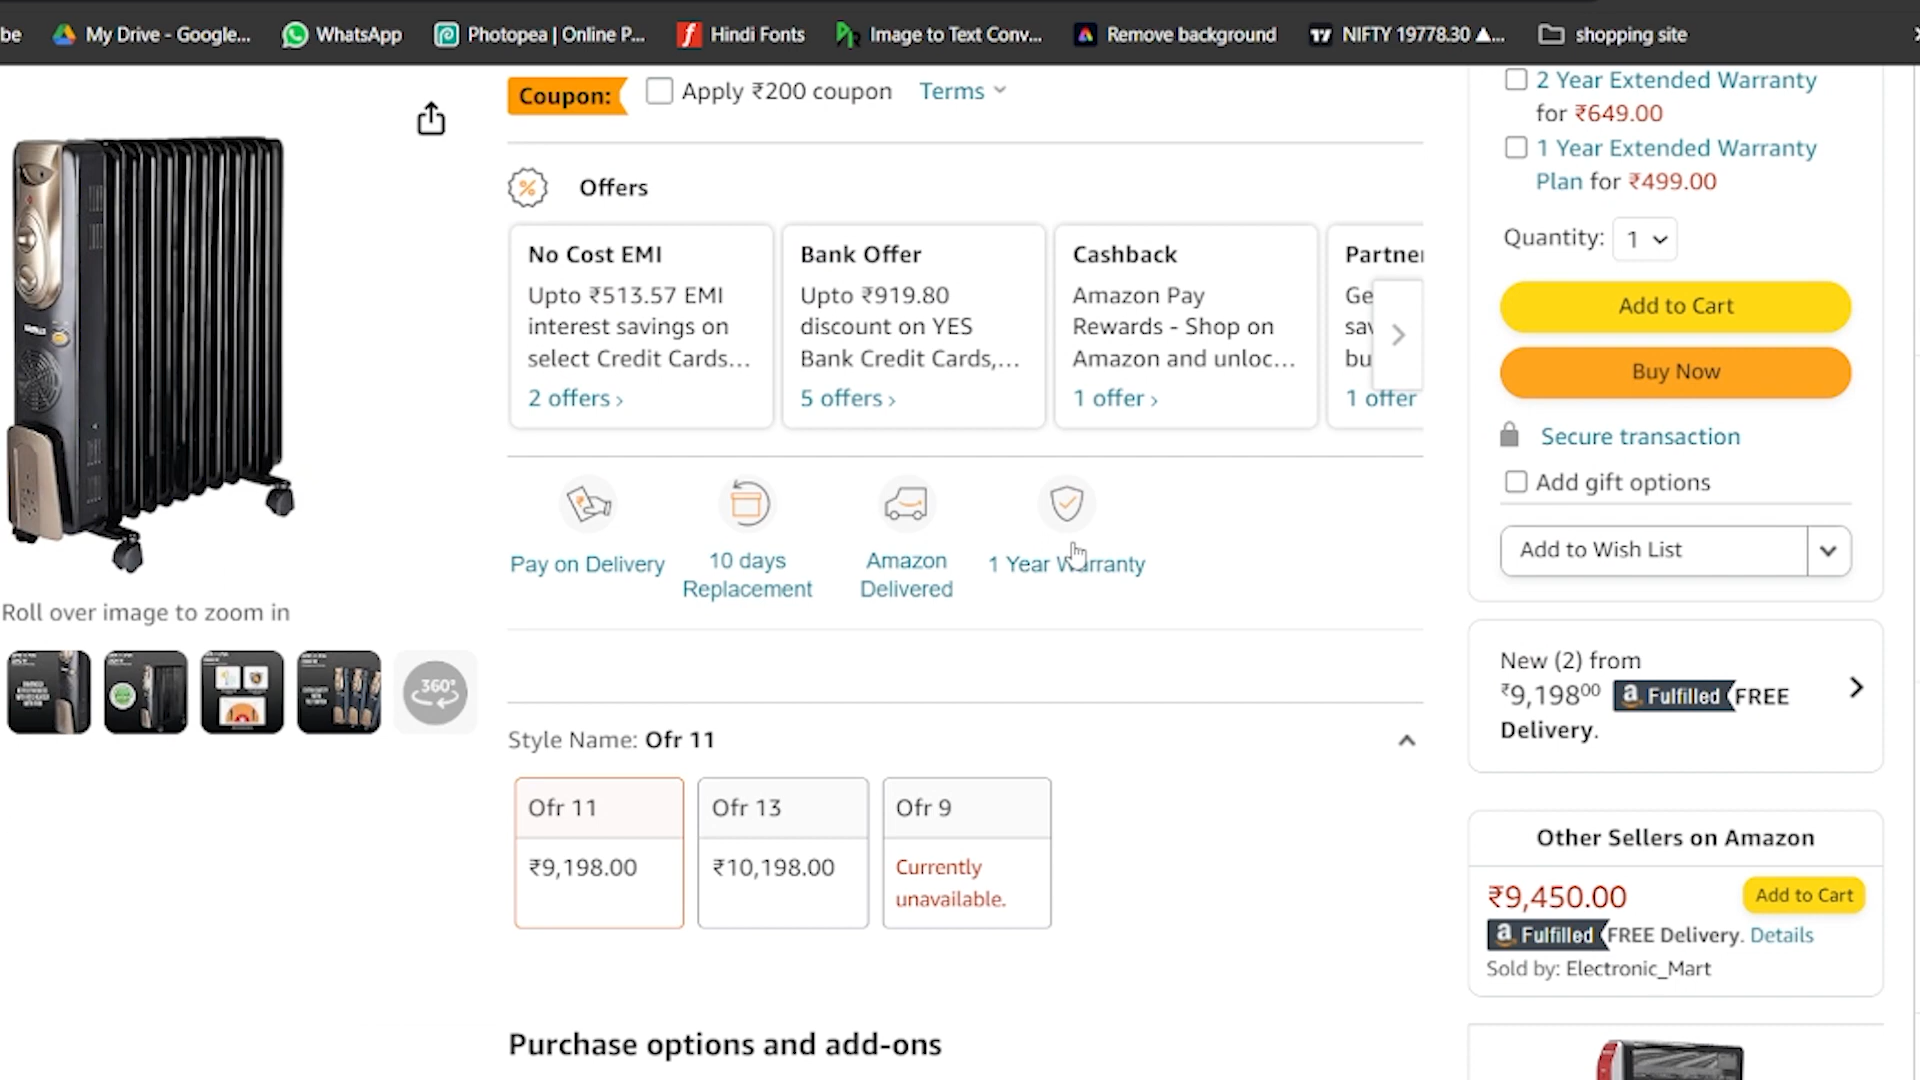 be
My Drive - Google...
WhatsApp
Photopea | Online P...
Hindi Fonts
Image to Text Conv...
Remove background
NIFTY 19778.30 ▲...
shopping site
Coupon:
Apply ₹200 coupon
Terms
Offers
No Cost EMI
Upto ₹513.57 EMI
interest savings on
select Credit Cards...
2 offers ›
Bank Offer
Upto ₹919.80
discount on YES
Bank Credit Cards,...
5 offers ›
Cashback
Amazon Pay
Rewards - Shop on
Amazon and unloc...
1 offer ›
Partner
Ge
sav
bu
1 offer
Pay on Delivery
10 days
Replacement
Amazon
Delivered
1 Year Warranty
Roll over image to zoom in
360°
Style Name: Ofr 11
Ofr 11
₹9,198.00
Ofr 13
₹10,198.00
Ofr 9
Currently
unavailable.
Purchase options and add-ons
2 Year Extended Warranty
for ₹649.00
1 Year Extended Warranty
Plan for ₹499.00
Quantity: 1
Add to Cart
Buy Now
Secure transaction
Add gift options
Add to Wish List
New (2) from
₹9,198⁰⁰ a Fulfilled FREE
Delivery.
Other Sellers on Amazon
₹9,450.00
Add to Cart
a Fulfilled FREE Delivery. Details
Sold by: Electronic_Mart